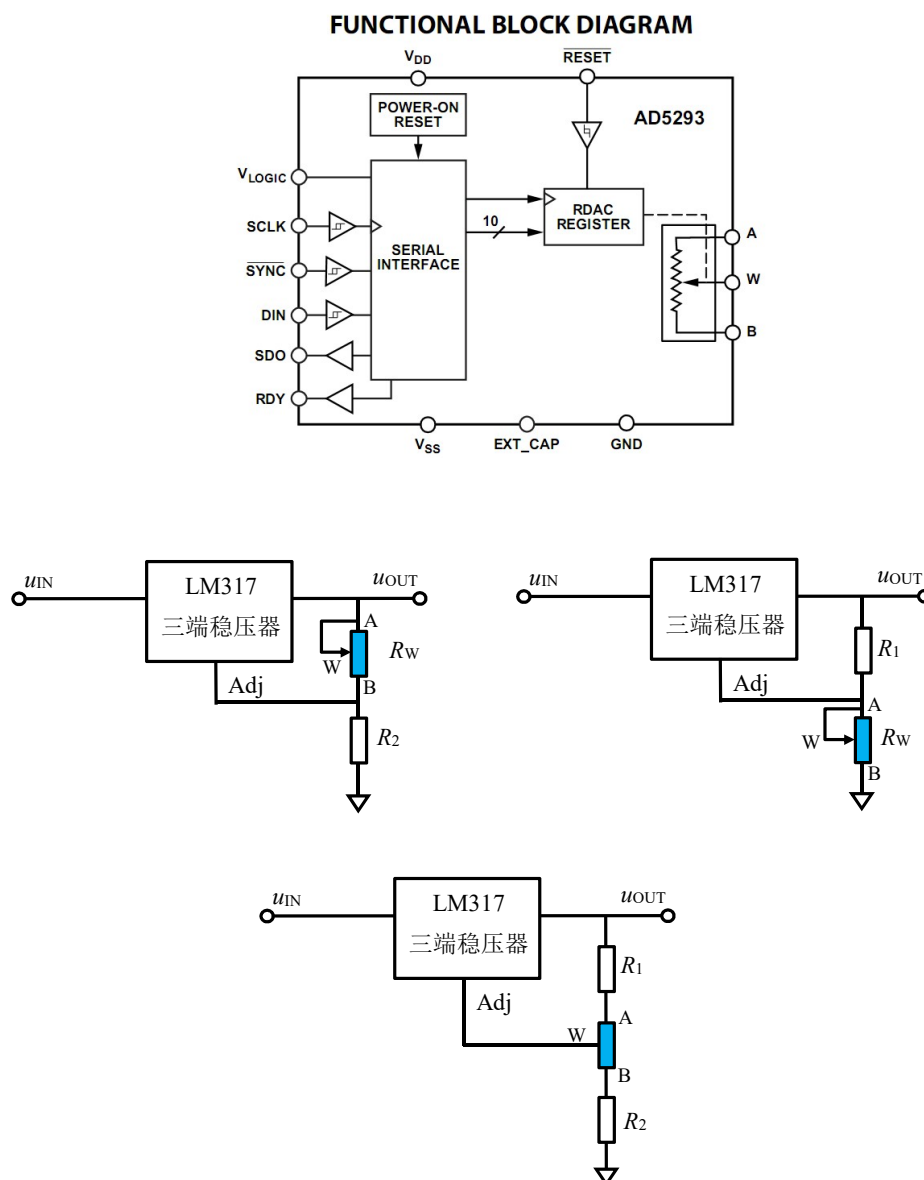 FUNCTIONAL BLOCK DIAGRAM
VDD
RESET
POWER-ON
RESET
AD5293
VLOGIC
SCLK
SYNC
DIN
SDO
RDY
SERIAL
INTERFACE
10
RDAC
REGISTER
A
W
B
VSS
EXT_CAP
GND
uIN
LM317
三端稳压器
uOUT
Adj
A
W
RW
B
R2
uIN
LM317
三端稳压器
uOUT
Adj
R1
A
W
RW
B
uIN
LM317
三端稳压器
uOUT
Adj
R1
A
W
B
R2